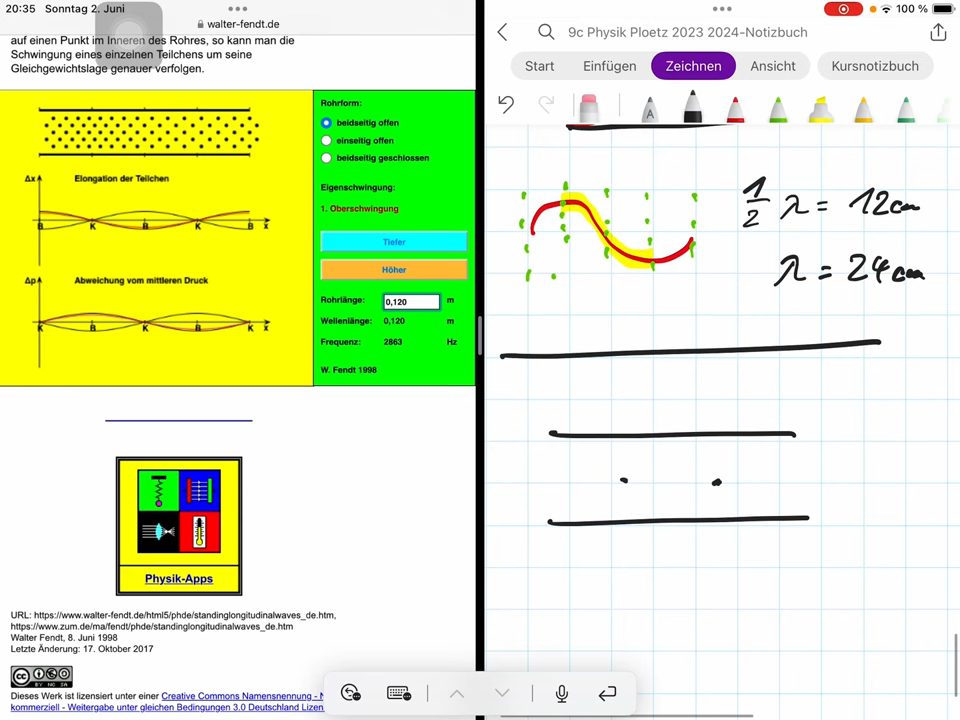 20:35 Sonntag 2. Juni
walter-fendt.de
auf einen Punkt im Inneren des Rohres, so kann man die
Schwingung eines einzelnen Teilchens um seine
Gleichgewichtslage genauer verfolgen.
Δx
Elongation der Teilchen
B K B K B x
Δp
Abweichung vom mittleren Druck
K B K B K x
Rohrform:
beidseitig offen
einseitig offen
beidseitig geschlossen
Eigenschwingung:
1. Oberschwingung
Tiefer
Höher
Rohrlänge: 0,120 m
Wellenlänge: 0,120 m
Frequenz: 2863 Hz
W. Fendt 1998
Physik-Apps
URL: https://www.walter-fendt.de/html5/phde/standinglongitudinalwaves_de.htm,
https://www.zum.de/ma/fendt/phde/standinglongitudinalwaves_de.htm
Walter Fendt, 8. Juni 1998
Letzte Änderung: 17. Oktober 2017
cc BY NC SA
Dieses Werk ist lizensiert unter einer Creative Commons Namensnennung - N
kommerziell - Weitergabe unter gleichen Bedingungen 3.0 Deutschland Lizen
100 %
9c Physik Ploetz 2023 2024-Notizbuch
Start Einfügen Zeichnen Ansicht Kursnotizbuch
A
1/2 λ = 12cm
λ = 24cm